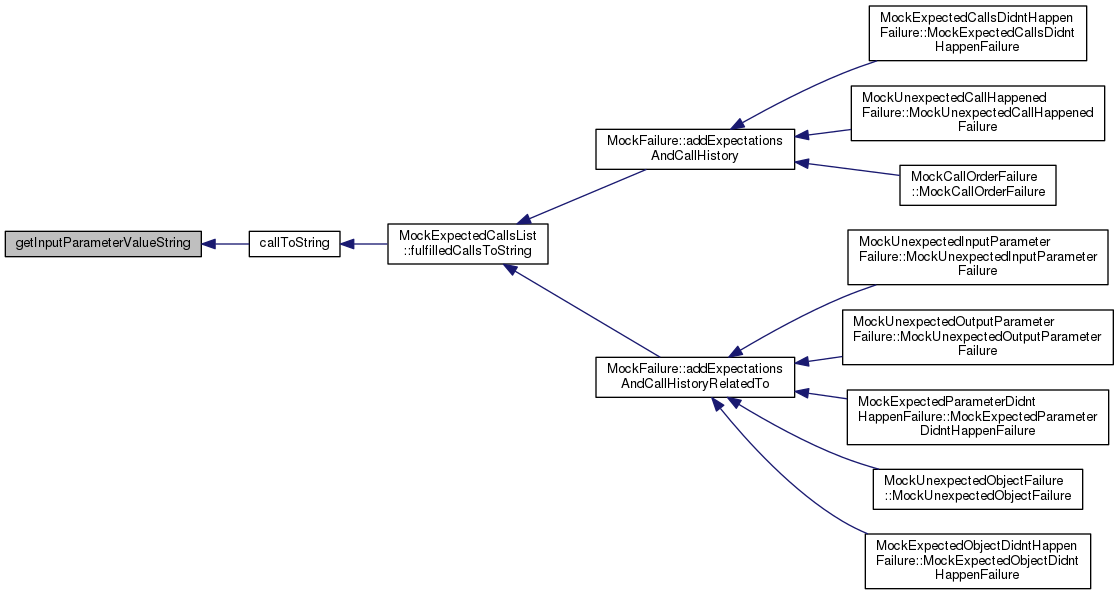 getInputParameterValueString
callToString
MockExpectedCallsList
::fulfilledCallsToString
MockFailure::addExpectations
AndCallHistory
MockExpectedCallsDidntHappen
Failure::MockExpectedCallsDidnt
HappenFailure
MockUnexpectedCallHappened
Failure::MockUnexpectedCallHappened
Failure
MockCallOrderFailure
::MockCallOrderFailure
MockFailure::addExpectations
AndCallHistoryRelatedTo
MockUnexpectedInputParameter
Failure::MockUnexpectedInputParameter
Failure
MockUnexpectedOutputParameter
Failure::MockUnexpectedOutputParameter
Failure
MockExpectedParameterDidnt
HappenFailure::MockExpectedParameter
DidntHappenFailure
MockUnexpectedObjectFailure
::MockUnexpectedObjectFailure
MockExpectedObjectDidntHappen
Failure::MockExpectedObjectDidnt
HappenFailure